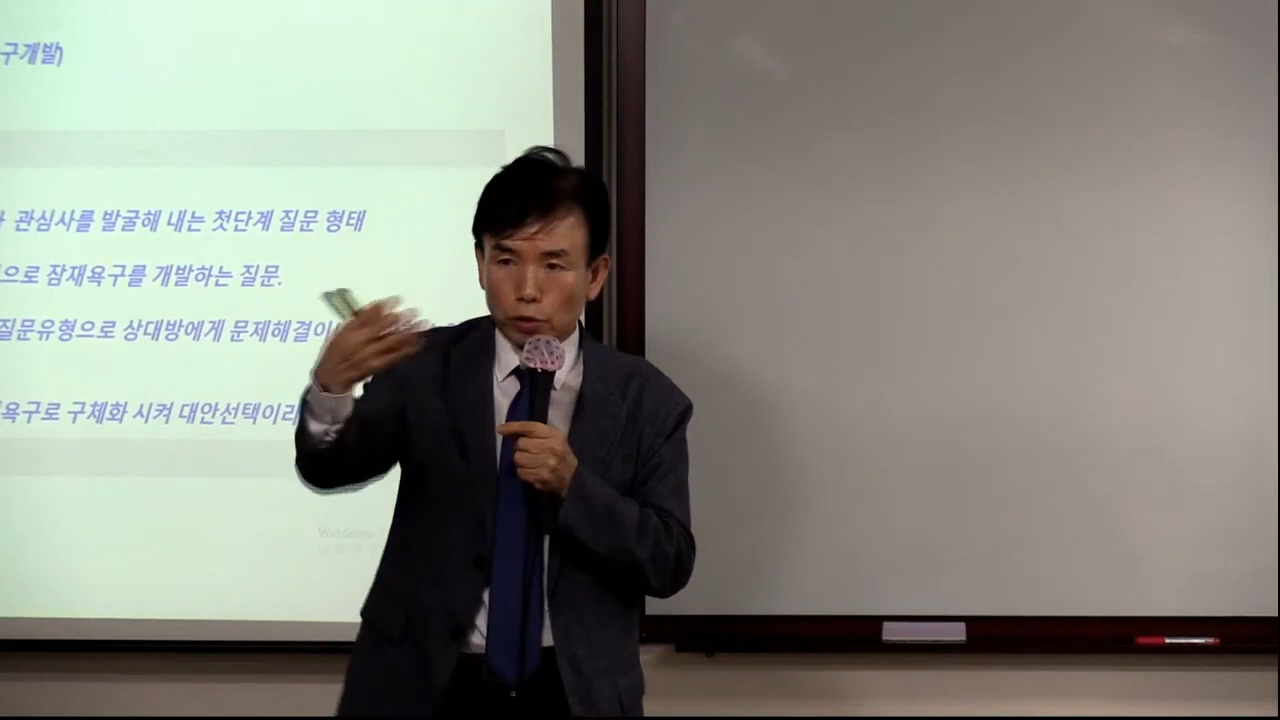 구개발)
관심사를 발굴해 내는 첫단계 질문 형태
으로 잠재욕구를 개발하는 질문.
질문유형으로 상대방에게 문제해결이
욕구로 구체화 시켜 대안선택이라
Windows